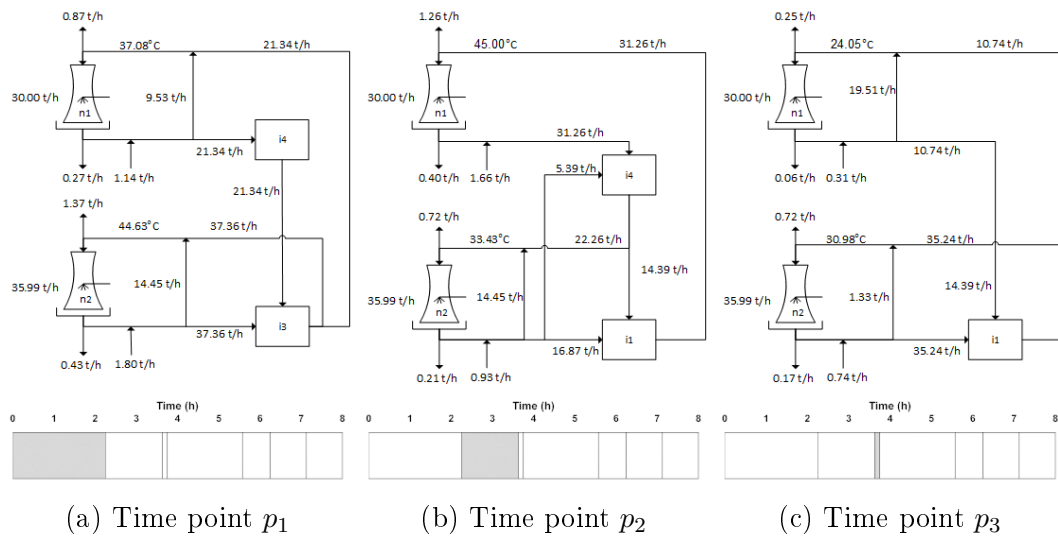 0.87 t/h
37.08°C
21.34 t/h
30.00 t/h
n1
9.53 t/h
i4
21.34 t/h
0.27 t/h
1.14 t/h
21.34 t/h
1.37 t/h
44.63°C
37.36 t/h
35.99 t/h
n2
14.45 t/h
i3
37.36 t/h
0.43 t/h
1.80 t/h
Time (h)
0 1 2 3 4 5 6 7 8
(a) Time point p1
1.26 t/h
45.00°C
31.26 t/h
30.00 t/h
n1
31.26 t/h
0.40 t/h
1.66 t/h
5.39 t/h
i4
0.72 t/h
33.43°C
22.26 t/h
14.39 t/h
35.99 t/h
n2
14.45 t/h
i1
16.87 t/h
0.21 t/h
0.93 t/h
Time (h)
0 1 2 3 4 5 6 7 8
(b) Time point p2
0.25 t/h
24.05°C
10.74 t/h
30.00 t/h
n1
19.51 t/h
10.74 t/h
0.06 t/h
0.31 t/h
0.72 t/h
30.98°C
35.24 t/h
35.99 t/h
n2
1.33 t/h
14.39 t/h
i1
35.24 t/h
0.17 t/h
0.74 t/h
Time (h)
0 1 2 3 4 5 6 7 8
(c) Time point p3